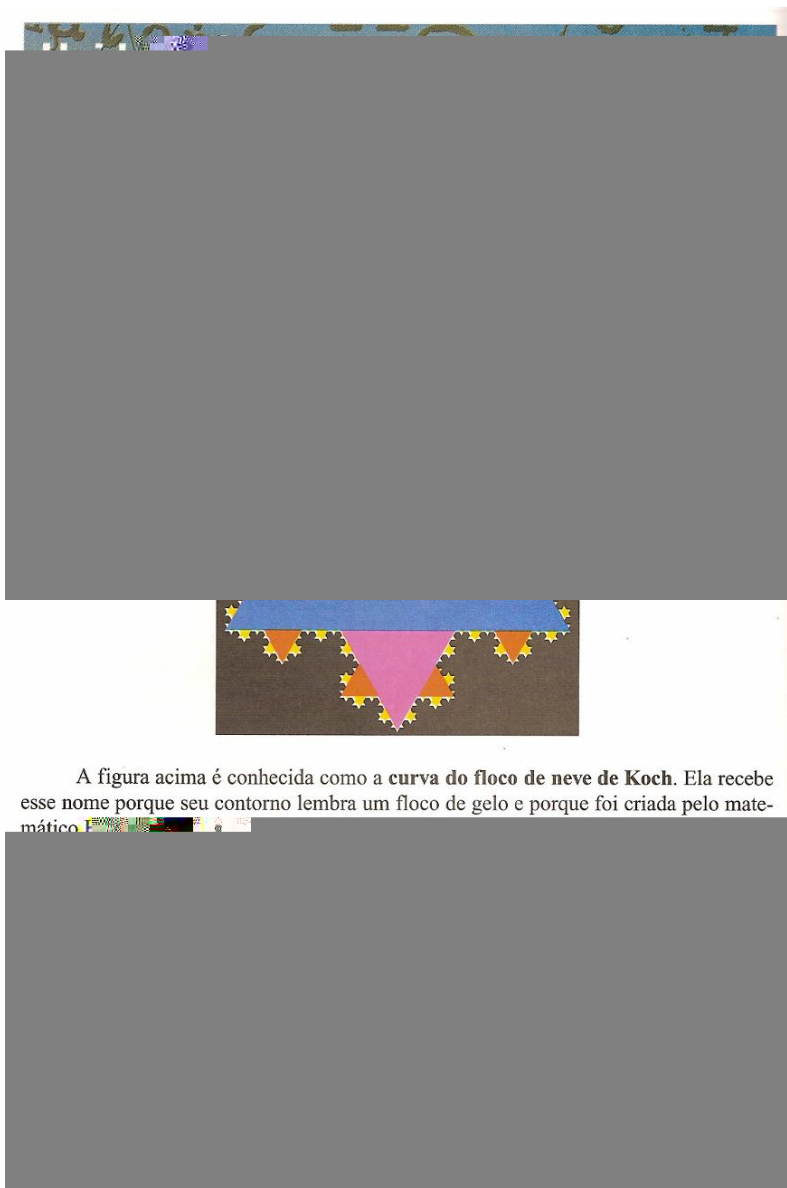 A figura acima é conhecida como a curva do floco de neve de Koch. Ela recebe
esse nome porque seu contorno lembra um floco de gelo e porque foi criada pelo mate-
mático